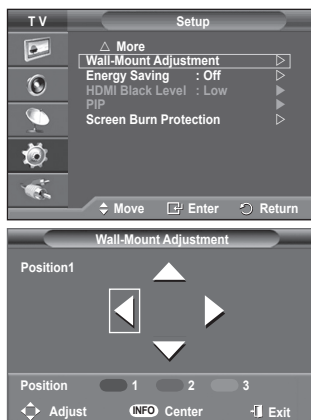 TV Setup
△ More
Wall-Mount Adjustment
Energy Saving : Off
HDMI Black Level : Low
PIP
Screen Burn Protection
Move Enter Return
Wall-Mount Adjustment
Position1
Position 1 2 3
Adjust INFO Center Exit